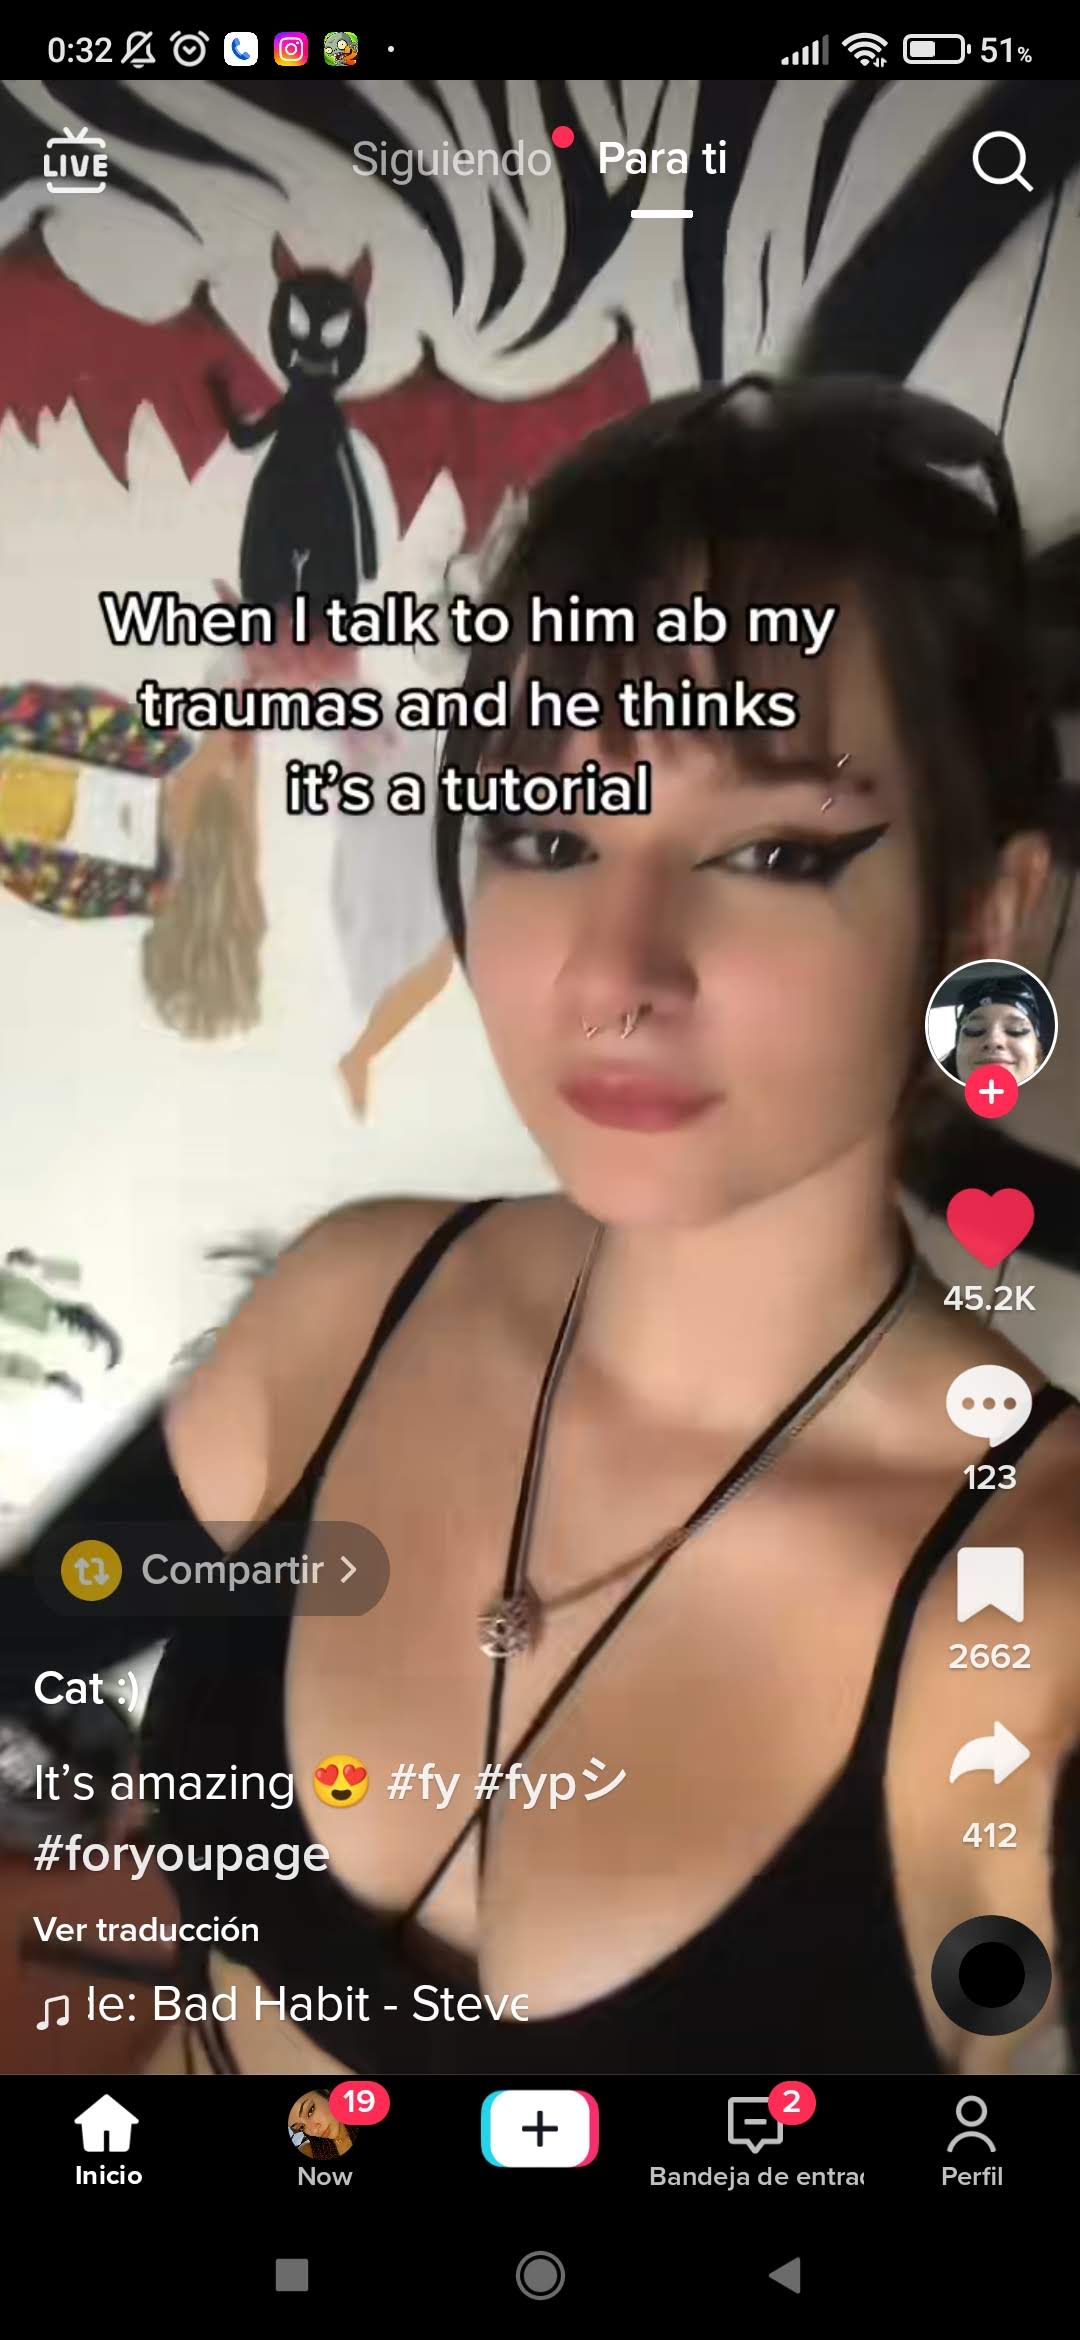 0:32
51%
LIVE
Siguiendo Para ti
When I talk to him ab my
traumas and he thinks
it's a tutorial
45.2K
123
Compartir >
2662
Cat :)
It's amazing 😍 #fy #fypシ
#foryoupage
412
Ver traducción
le: Bad Habit - Steve
19
2
Inicio
Now
Bandeja de entrad
Perfil